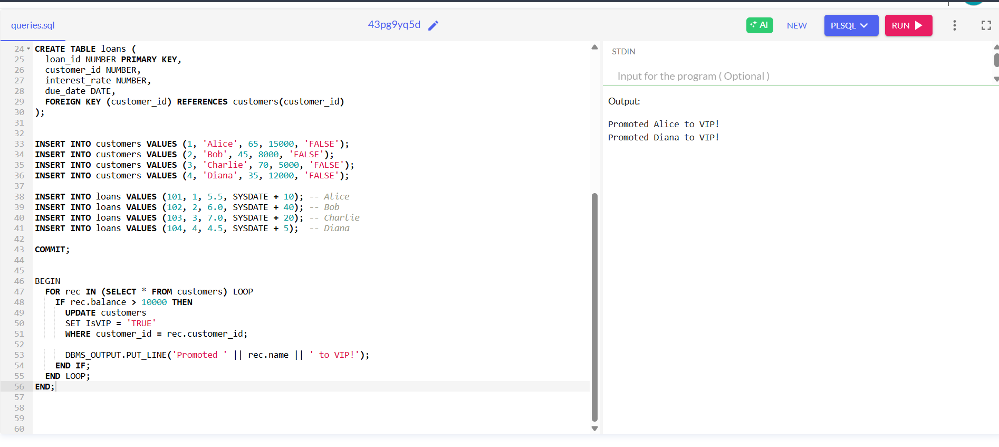 queries.sql
43pg9yq5d
AI
NEW
PLSQL
RUN
24 CREATE TABLE loans (
25 loan_id NUMBER PRIMARY KEY,
26 customer_id NUMBER,
27 interest_rate NUMBER,
28 due_date DATE,
29 FOREIGN KEY (customer_id) REFERENCES customers(customer_id)
30 );
31
32
33 INSERT INTO customers VALUES (1, 'Alice', 65, 15000, 'FALSE');
34 INSERT INTO customers VALUES (2, 'Bob', 45, 8000, 'FALSE');
35 INSERT INTO customers VALUES (3, 'Charlie', 70, 5000, 'FALSE');
36 INSERT INTO customers VALUES (4, 'Diana', 35, 12000, 'FALSE');
37
38 INSERT INTO loans VALUES (101, 1, 5.5, SYSDATE + 10); -- Alice
39 INSERT INTO loans VALUES (102, 2, 6.0, SYSDATE + 40); -- Bob
40 INSERT INTO loans VALUES (103, 3, 7.0, SYSDATE + 20); -- Charlie
41 INSERT INTO loans VALUES (104, 4, 4.5, SYSDATE + 5); -- Diana
42
43 COMMIT;
44
45
46 BEGIN
47 FOR rec IN (SELECT * FROM customers) LOOP
48 IF rec.balance > 10000 THEN
49 UPDATE customers
50 SET IsVIP = 'TRUE'
51 WHERE customer_id = rec.customer_id;
52
53 DBMS_OUTPUT.PUT_LINE('Promoted ' || rec.name || ' to VIP!');
54 END IF;
55 END LOOP;
56 END;
57
58
59
60
STDIN
Input for the program ( Optional )
Output:
Promoted Alice to VIP!
Promoted Diana to VIP!